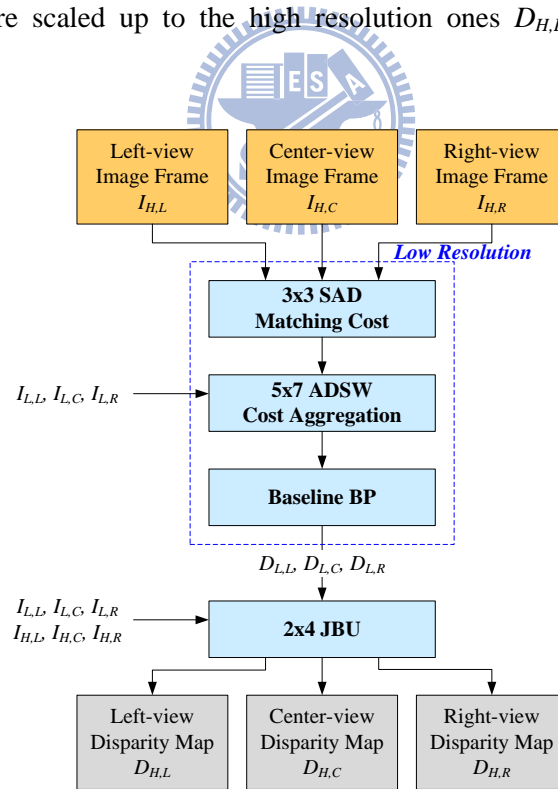 re scaled up to the high resolution ones D_{H,L}
E S A
Left-view
Image Frame
I_{H,L}
Center-view
Image Frame
I_{H,C}
Right-view
Image Frame
I_{H,R}
Low Resolution
3x3 SAD
Matching Cost
I_{L,L}, I_{L,C}, I_{L,R}
5x7 ADSW
Cost Aggregation
Baseline BP
D_{L,L}, D_{L,C}, D_{L,R}
I_{L,L}, I_{L,C}, I_{L,R}
I_{H,L}, I_{H,C}, I_{H,R}
2x4 JBU
Left-view
Disparity Map
D_{H,L}
Center-view
Disparity Map
D_{H,C}
Right-view
Disparity Map
D_{H,R}